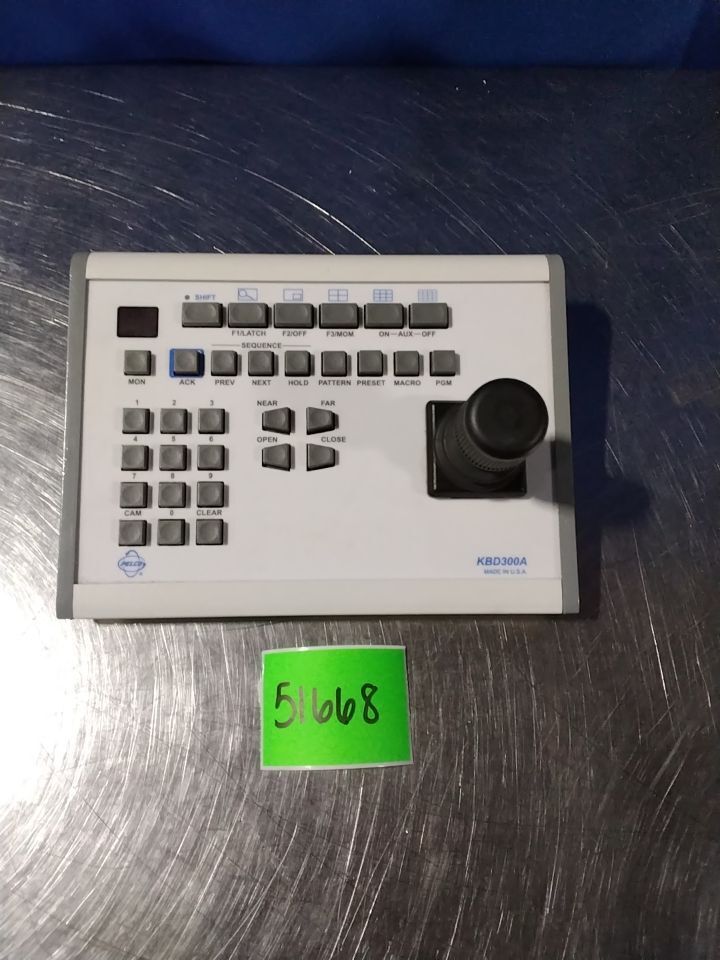 SHIFT
F1/LATCH F2/OFF F3/MOM ON—AUX—OFF
SEQUENCE
MON ACK PREV NEXT HOLD PATTERN PRESET MACRO PGM
1 2 3 NEAR FAR
4 5 6 OPEN CLOSE
7 8 9
CAM 0 CLEAR
PELCO ®
KBD300A
MADE IN U.S.A.
51668